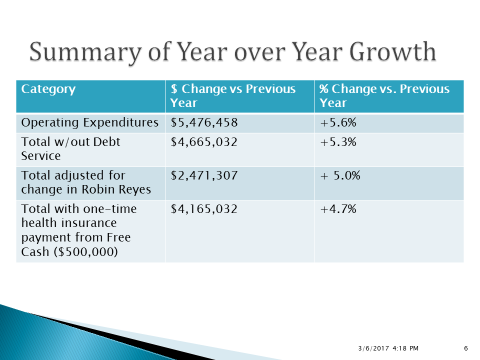 Summary of Year over Year Growth
Category
$ Change vs Previous
Year
% Change vs. Previous
Year
Operating Expenditures
$5,476,458
+5.6%
Total w/out Debt
Service
$4,665,032
+5.3%
Total adjusted for
change in Robin Reyes
$2,471,307
+ 5.0%
Total with one-time
health insurance
payment from Free
Cash ($500,000)
$4,165,032
+4.7%
3/6/2017 4:18 PM
6